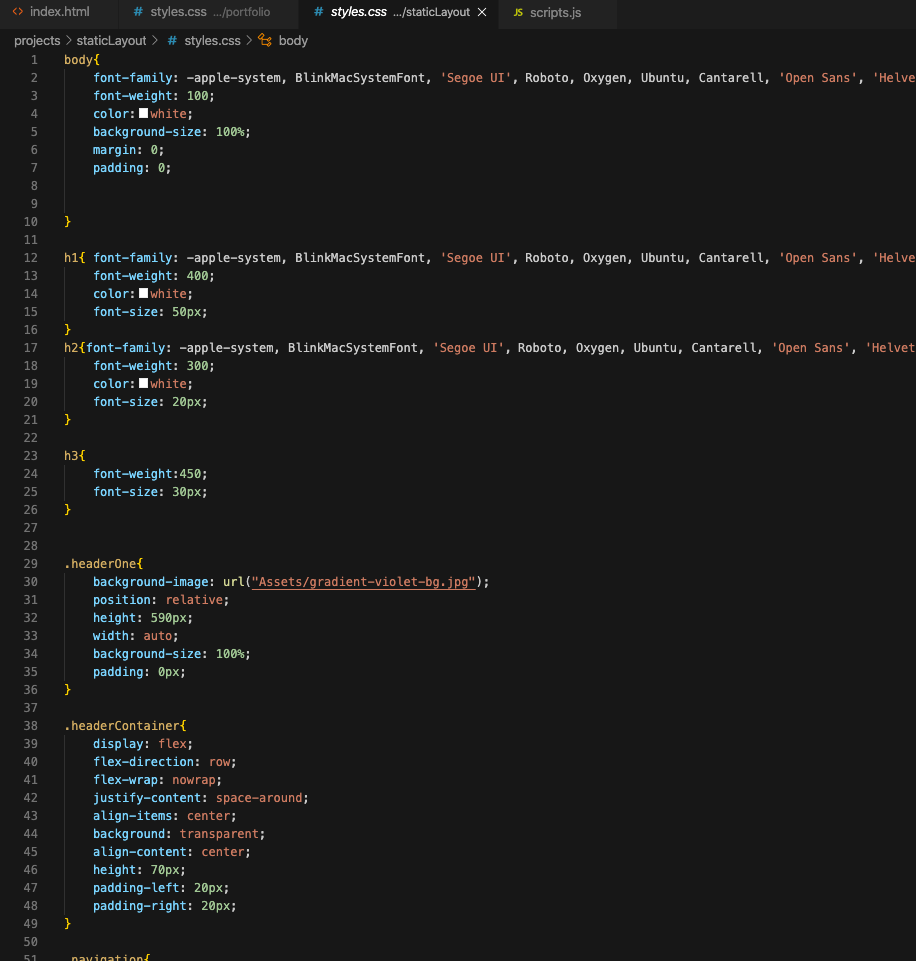 index.html # styles.css .../portfolio # styles.css .../staticLayout JS scripts.js
projects > staticLayout > # styles.css > body
1 body{
2 font-family: -apple-system, BlinkMacSystemFont, 'Segoe UI', Roboto, Oxygen, Ubuntu, Cantarell, 'Open Sans', 'Helve
3 font-weight: 100;
4 color: white;
5 background-size: 100%;
6 margin: 0;
7 padding: 0;
8
9
10 }
11
12 h1{ font-family: -apple-system, BlinkMacSystemFont, 'Segoe UI', Roboto, Oxygen, Ubuntu, Cantarell, 'Open Sans', 'Helve
13 font-weight: 400;
14 color: white;
15 font-size: 50px;
16 }
17 h2{font-family: -apple-system, BlinkMacSystemFont, 'Segoe UI', Roboto, Oxygen, Ubuntu, Cantarell, 'Open Sans', 'Helvet
18 font-weight: 300;
19 color: white;
20 font-size: 20px;
21 }
22
23 h3{
24 font-weight:450;
25 font-size: 30px;
26 }
27
28
29 .headerOne{
30 background-image: url("Assets/gradient-violet-bg.jpg");
31 position: relative;
32 height: 590px;
33 width: auto;
34 background-size: 100%;
35 padding: 0px;
36 }
37
38 .headerContainer{
39 display: flex;
40 flex-direction: row;
41 flex-wrap: nowrap;
42 justify-content: space-around;
43 align-items: center;
44 background: transparent;
45 align-content: center;
46 height: 70px;
47 padding-left: 20px;
48 padding-right: 20px;
49 }
50
51 .navigation{